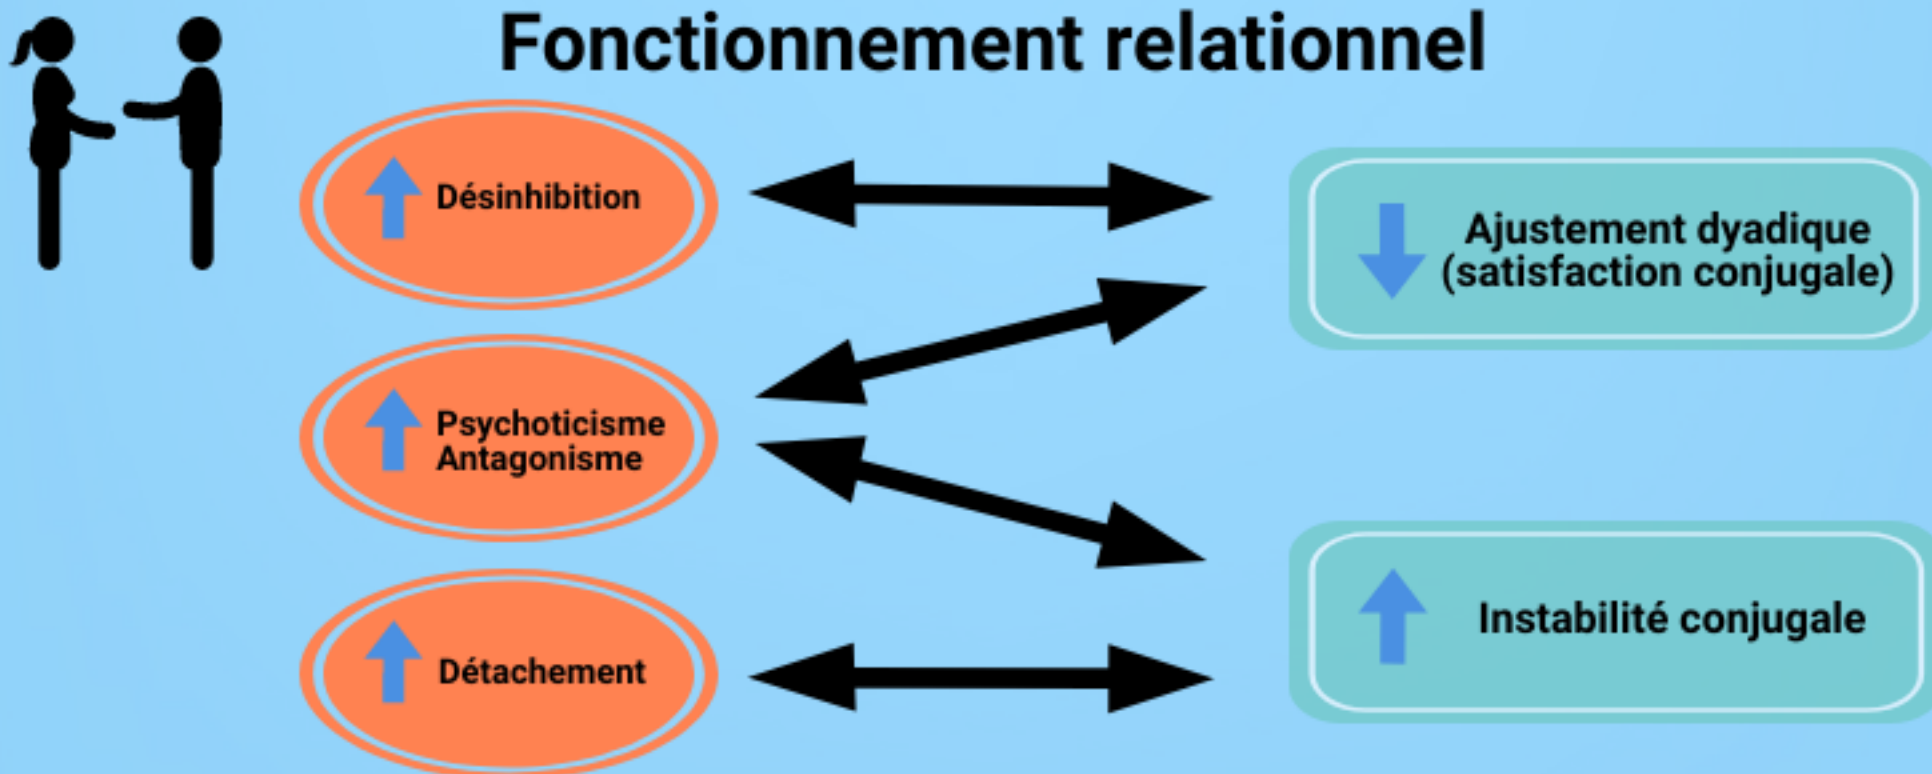 Fonctionnement relationnel
Désinhibition
Psychoticisme
Antagonisme
Détachement
Ajustement dyadique
(satisfaction conjugale)
Instabilité conjugale